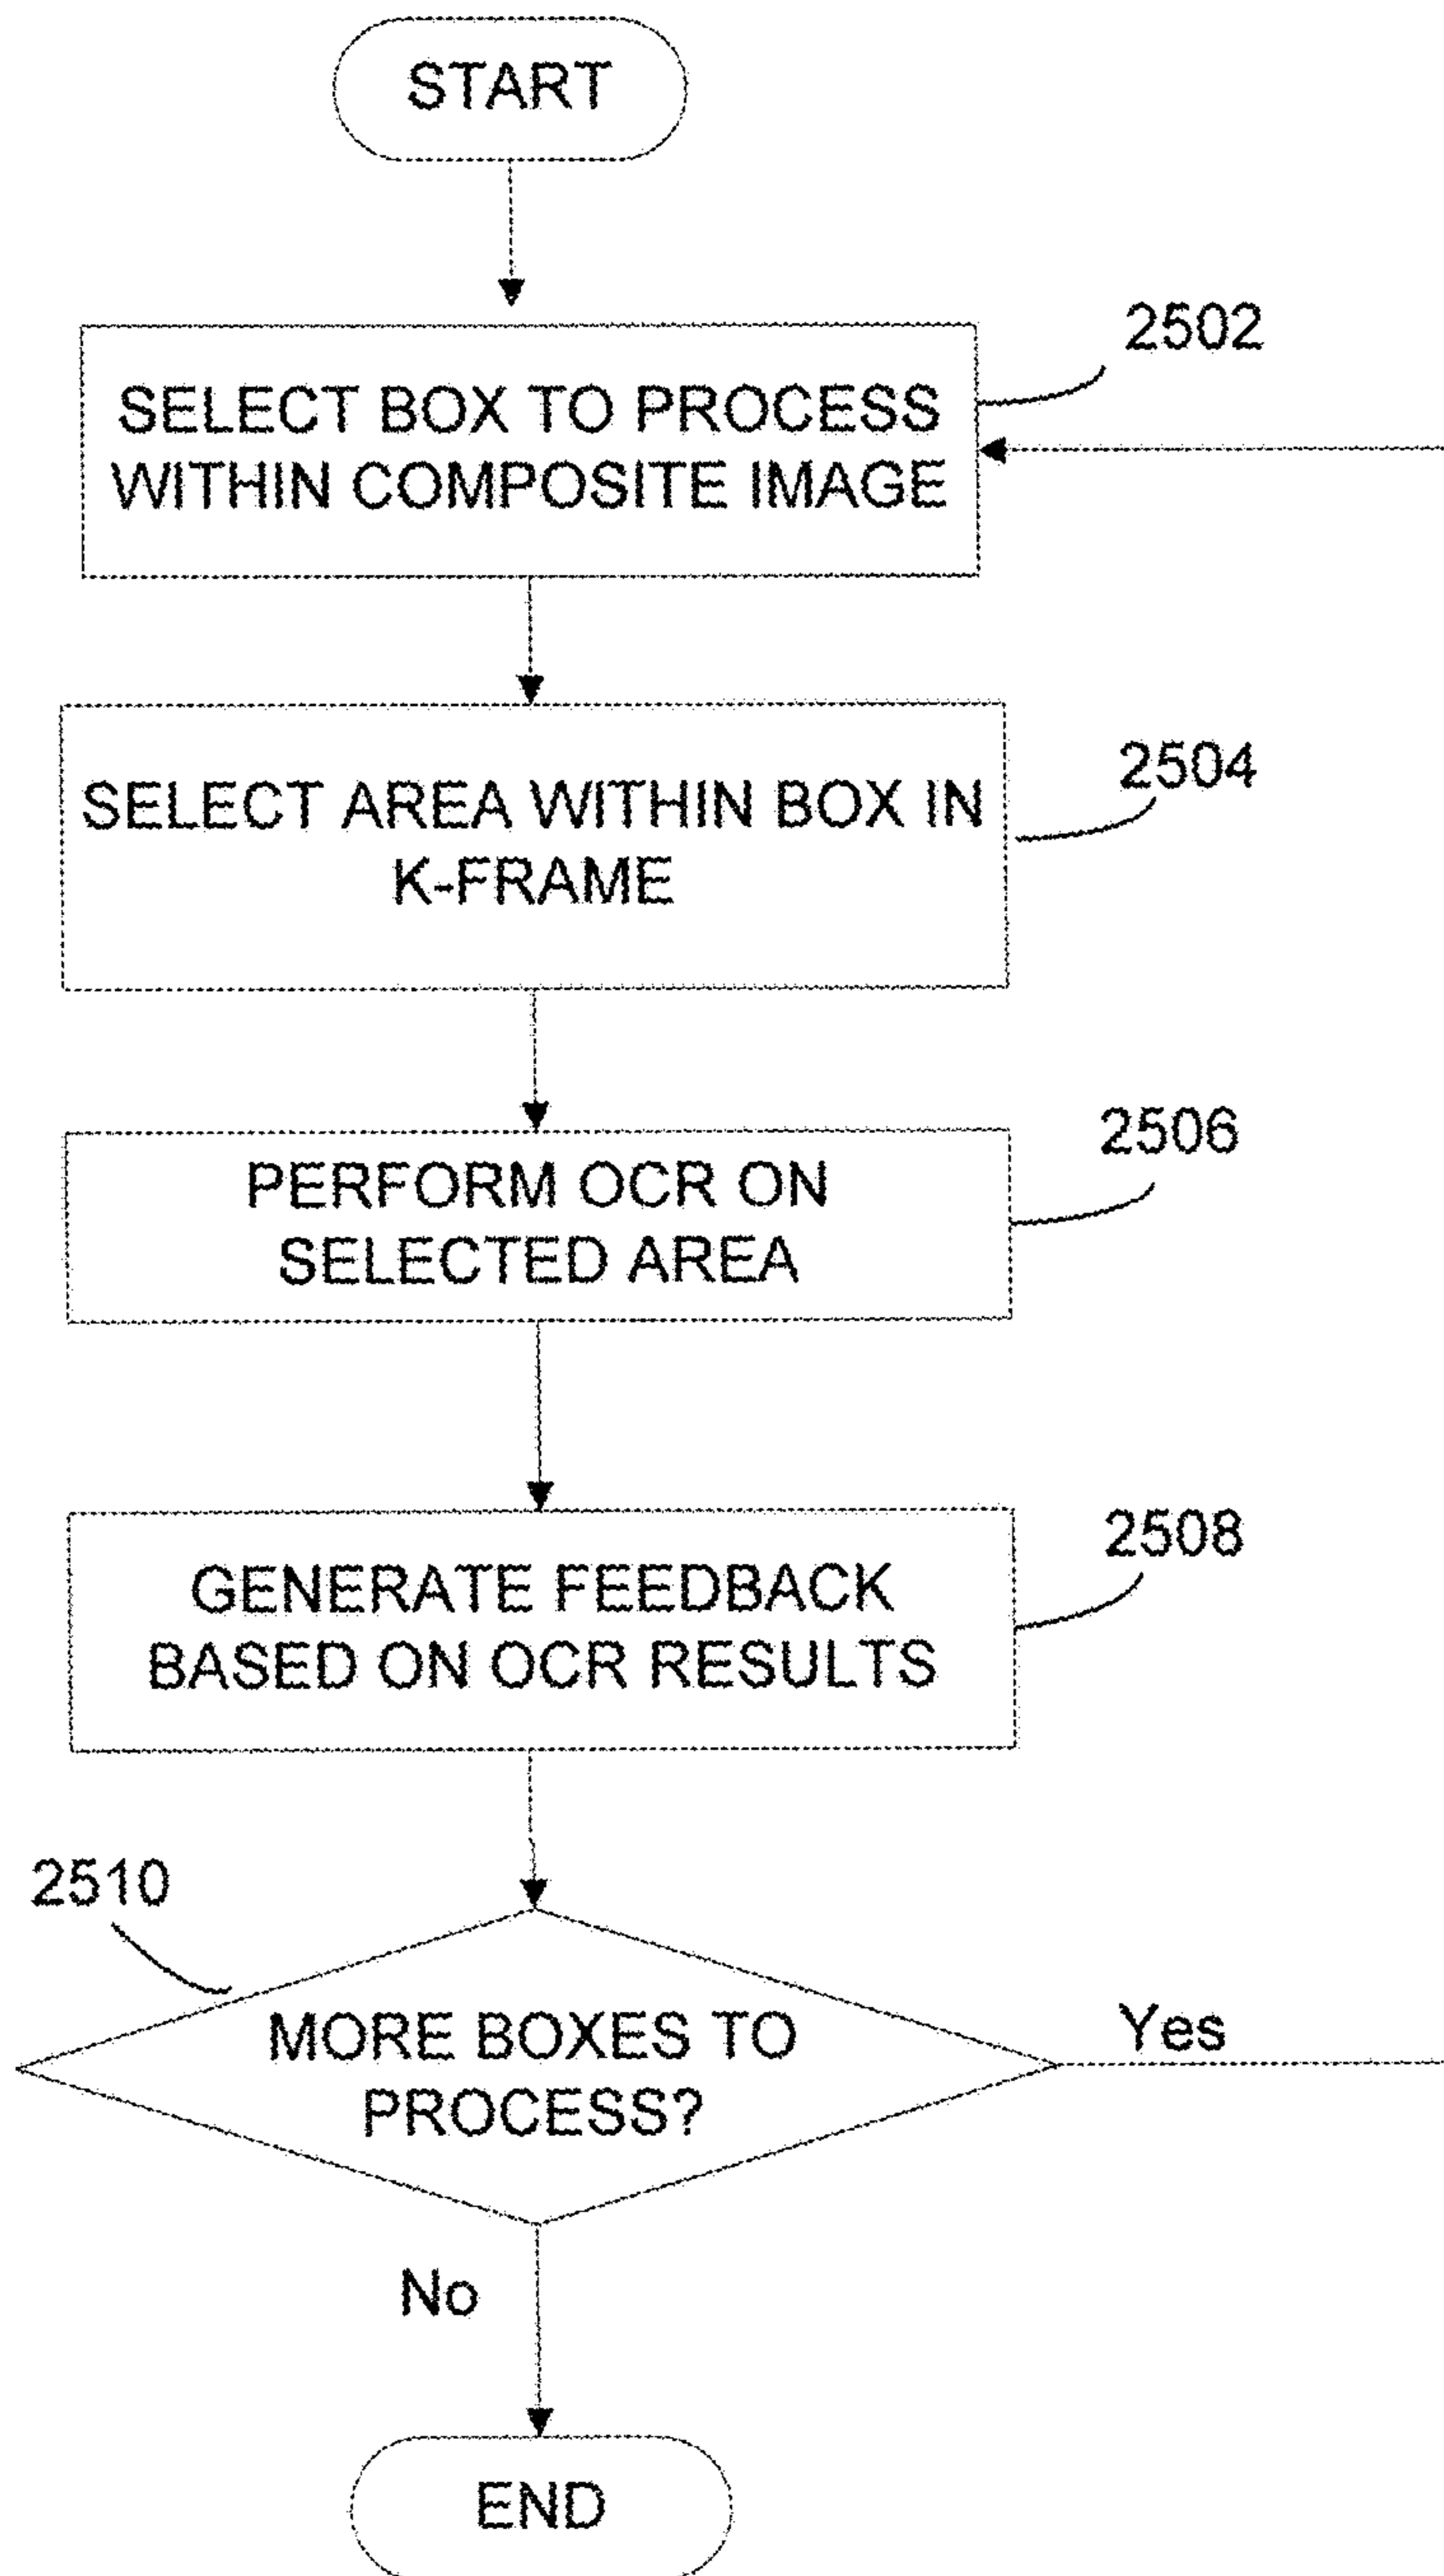 START
2502
SELECT BOX TO PROCESS
WITHIN COMPOSITE IMAGE
2504
SELECT AREA WITHIN BOX IN
K-FRAME
2506
PERFORM OCR ON
SELECTED AREA
2508
GENERATE FEEDBACK
BASED ON OCR RESULTS
2510
MORE BOXES TO
PROCESS?
Yes
No
END